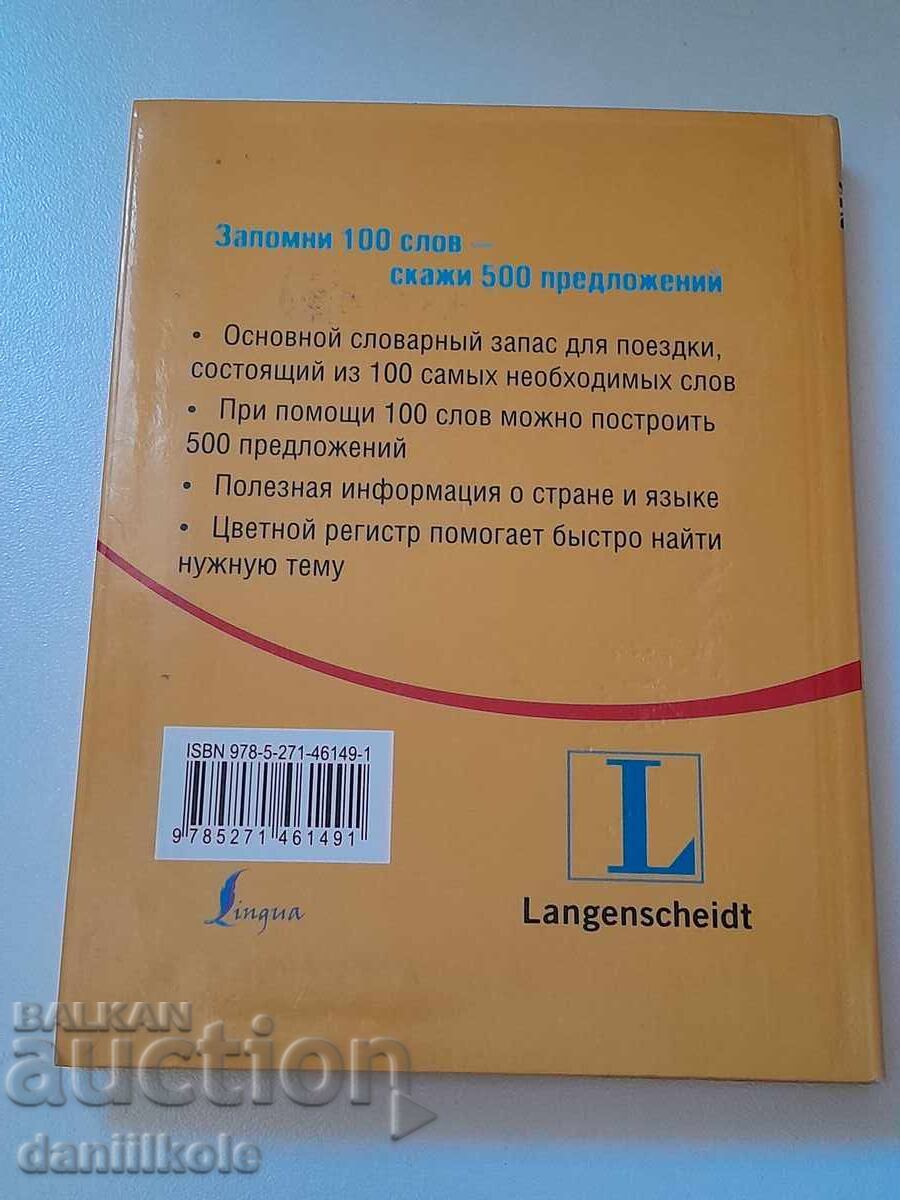 Запомни 100 слов –
скажи 500 предложений
• Основной словарный запас для поездки,
состоящий из 100 самых необходимых слов
• При помощи 100 слов можно построить
500 предложений
• Полезная информация о стране и языке
• Цветной регистр помогает быстро найти
нужную тему
ISBN 978-5-271-46149-1
9 785271 461491
L
Lingua
Langenscheidt
BALKAN
auction
daniilkole